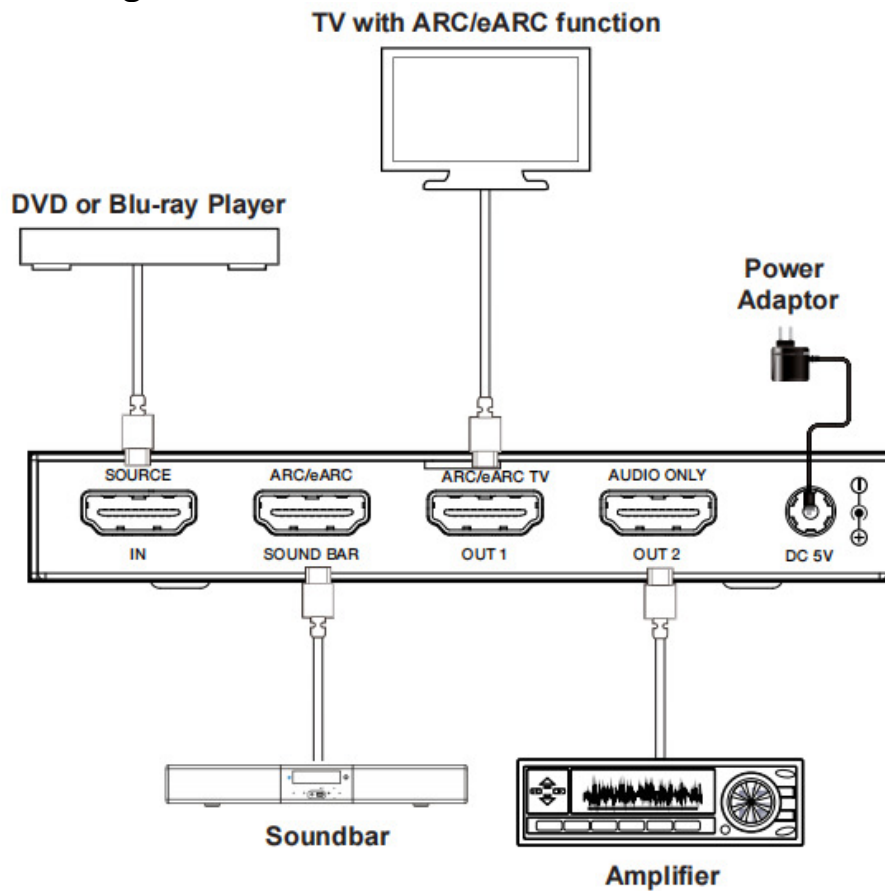 TV with ARC/eARC function
DVD or Blu-ray Player
Power
Adaptor
SOURCE
ARC/eARC
ARC/eARC TV
AUDIO ONLY
IN
SOUND BAR
OUT 1
OUT 2
DC 5V
Soundbar
Amplifier